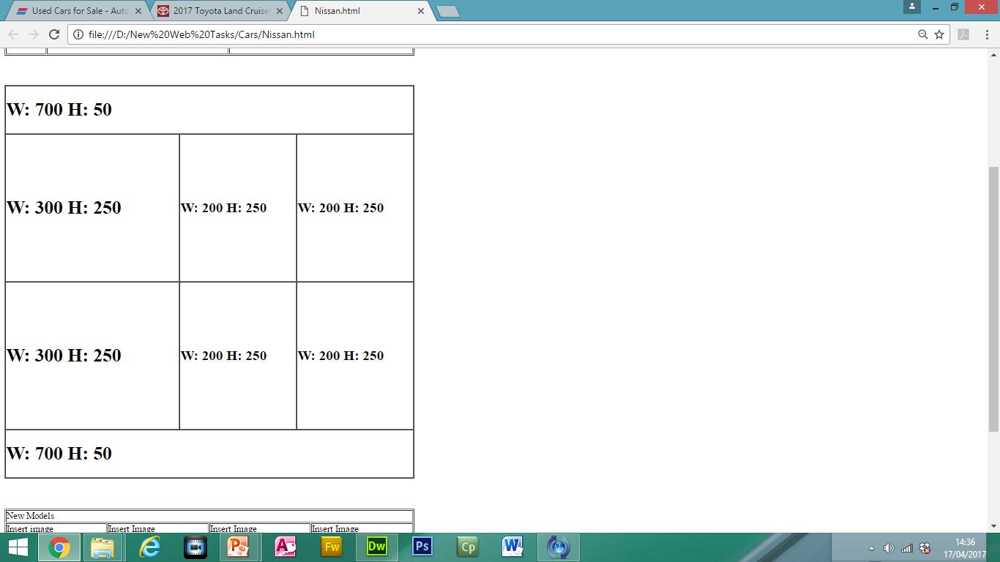 Used Cars for Sale - Auto
2017 Toyota Land Cruise
Nissan.html
file:///D:/New%20Web%20Tasks/Cars/Nissan.html
W: 700 H: 50
W: 300 H: 250
W: 200 H: 250
W: 200 H: 250
W: 300 H: 250
W: 200 H: 250
W: 200 H: 250
W: 700 H: 50
New Models
Insert image
Insert Image
Insert Image
Insert Image
Fw
Dw
Ps
Cp
14:36
17/04/2017